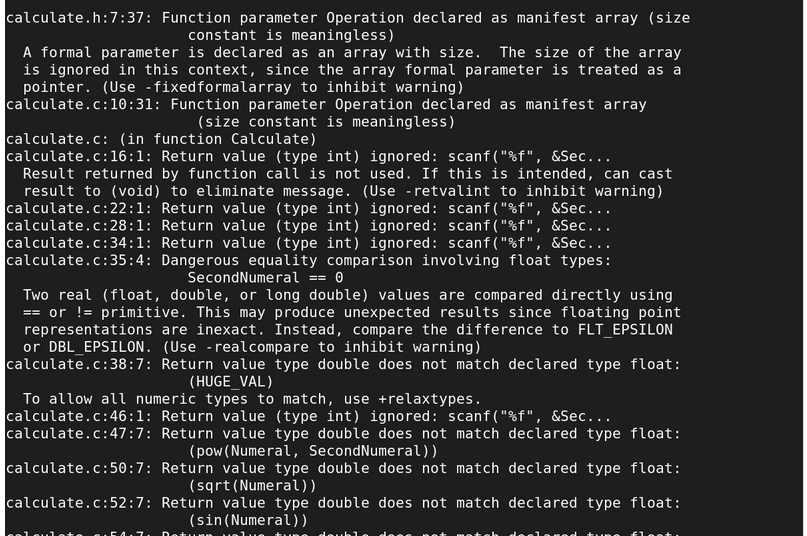 calculate.h:7:37: Function parameter Operation declared as manifest array (size
constant is meaningless)
A formal parameter is declared as an array with size.  The size of the array
is ignored in this context, since the array formal parameter is treated as a
pointer. (Use -fixedformalarray to inhibit warning)
calculate.c:10:31: Function parameter Operation declared as manifest array
(size constant is meaningless)
calculate.c: (in function Calculate)
calculate.c:16:1: Return value (type int) ignored: scanf("%f", &Sec...
Result returned by function call is not used. If this is intended, can cast
result to (void) to eliminate message. (Use -retvalint to inhibit warning)
calculate.c:22:1: Return value (type int) ignored: scanf("%f", &Sec...
calculate.c:28:1: Return value (type int) ignored: scanf("%f", &Sec...
calculate.c:34:1: Return value (type int) ignored: scanf("%f", &Sec...
calculate.c:35:4: Dangerous equality comparison involving float types:
SecondNumeral == 0
Two real (float, double, or long double) values are compared directly using
== or != primitive. This may produce unexpected results since floating point
representations are inexact. Instead, compare the difference to FLT_EPSILON
or DBL_EPSILON. (Use -realcompare to inhibit warning)
calculate.c:38:7: Return value type double does not match declared type float:
(HUGE_VAL)
To allow all numeric types to match, use +relaxtypes.
calculate.c:46:1: Return value (type int) ignored: scanf("%f", &Sec...
calculate.c:47:7: Return value type double does not match declared type float:
(pow(Numeral, SecondNumeral))
calculate.c:50:7: Return value type double does not match declared type float:
(sqrt(Numeral))
calculate.c:52:7: Return value type double does not match declared type float:
(sin(Numeral))
calculate.c:54:7: Return value type double does not match declared type float: